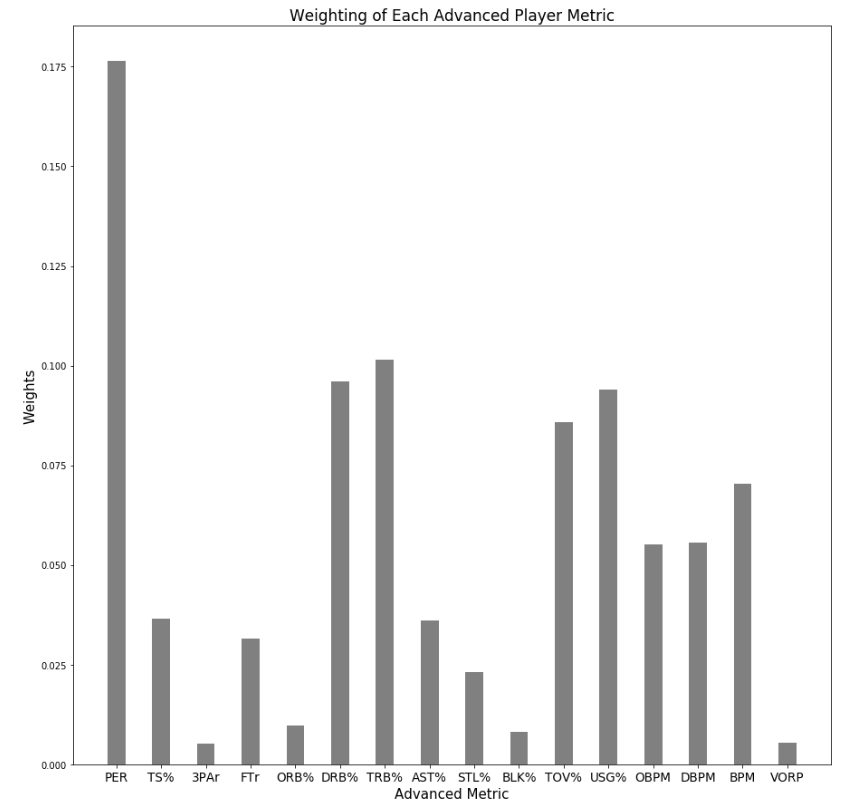 Weighting of Each Advanced Player Metric
0.175
0.150
0.125
0.100
0.075
0.050
0.025
0.000
Weights
PER TS% 3PAr FTr ORB% DRB% TRB% AST% STL% BLK% TOV% USG% OBPM DBPM BPM VORP
Advanced Metric